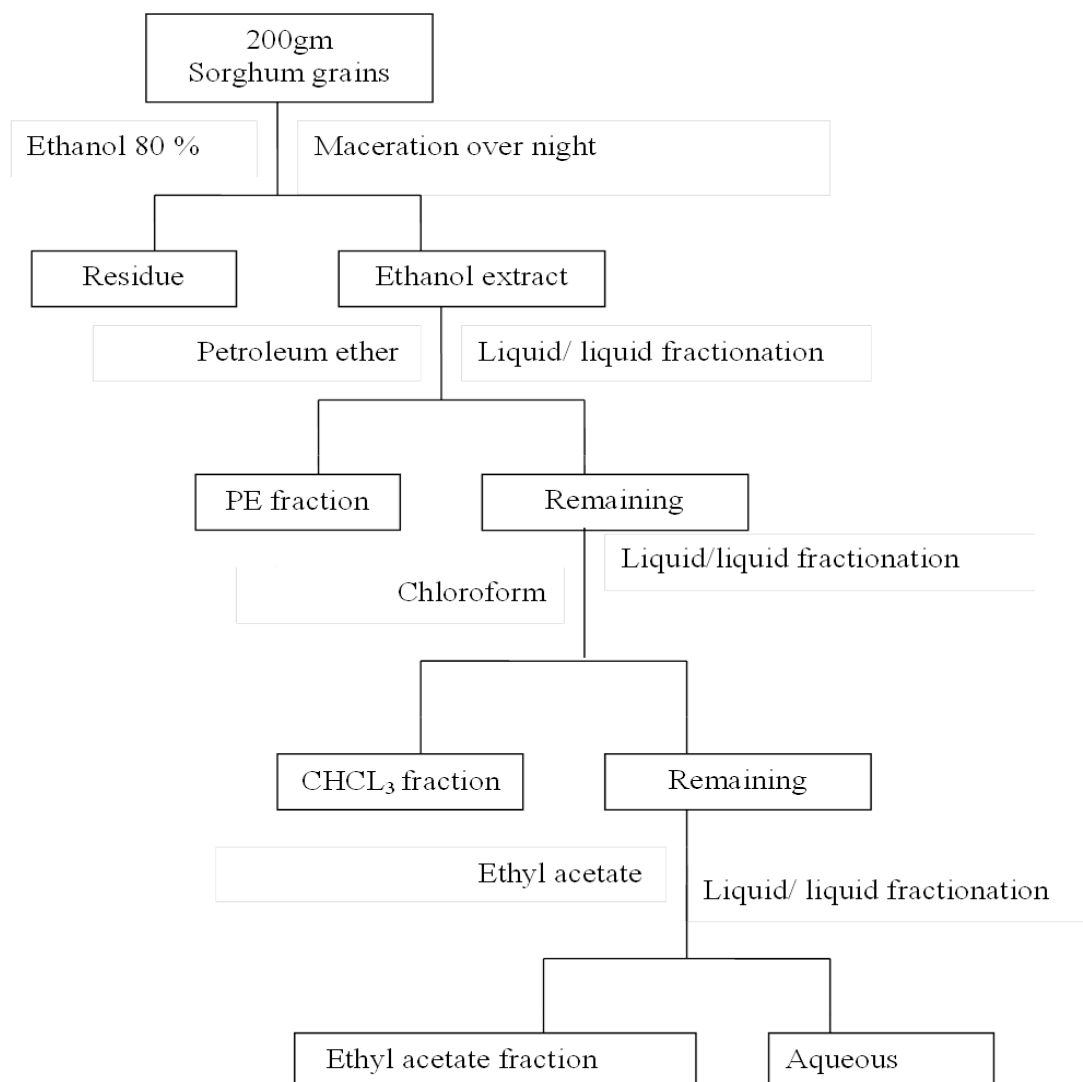 200gm
Sorghum grains
Ethanol 80 %
Maceration over night
Residue
Ethanol extract
Petroleum ether
Liquid/ liquid fractionation
PE fraction
Remaining
Liquid/liquid fractionation
Chloroform
CHCL₃ fraction
Remaining
Ethyl acetate
Liquid/ liquid fractionation
Ethyl acetate fraction
Aqueous